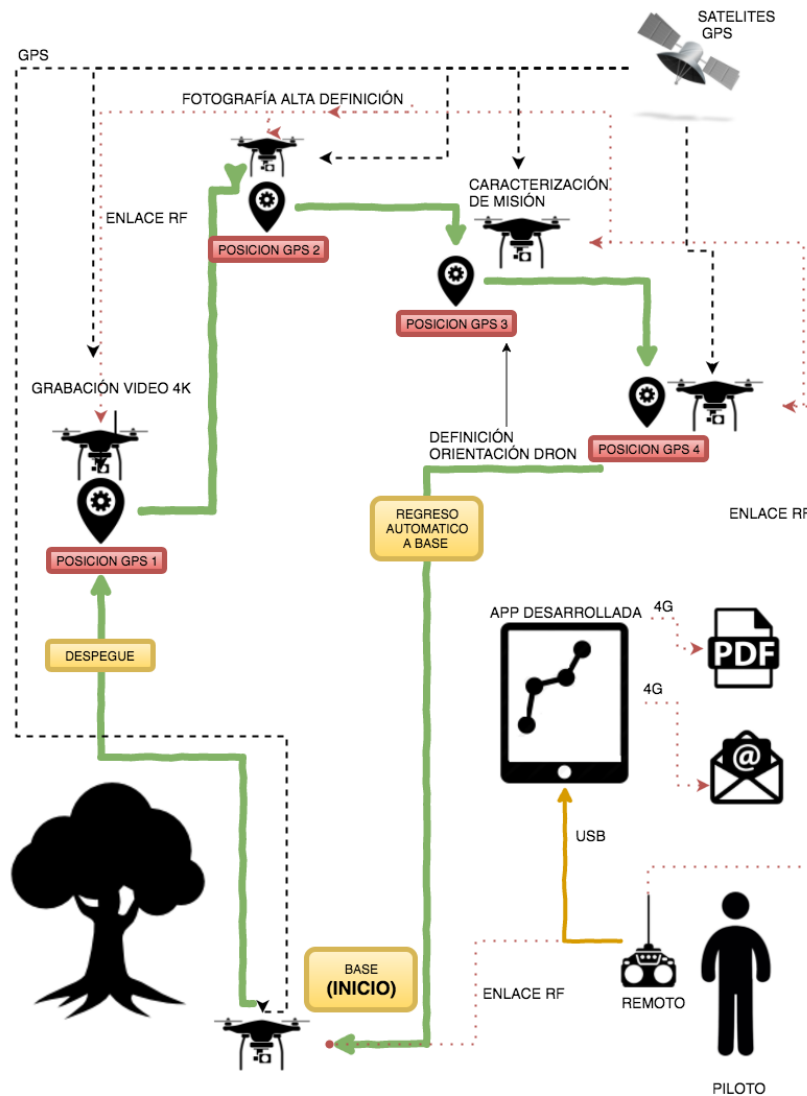 SATELITES
GPS
GPS
FOTOGRAFÍA ALTA DEFINICIÓN
CARACTERIZACIÓN
DE MISIÓN
ENLACE RF
POSICION GPS 2
POSICION GPS 3
GRABACIÓN VIDEO 4K
DEFINICIÓN
ORIENTACIÓN DRON
POSICION GPS 4
REGRESO
AUTOMATICO
A BASE
ENLACE RF
POSICION GPS 1
APP DESARROLLADA
4G
PDF
DESPEGUE
4G
@
USB
BASE
(INICIO)
ENLACE RF
REMOTO
PILOTO